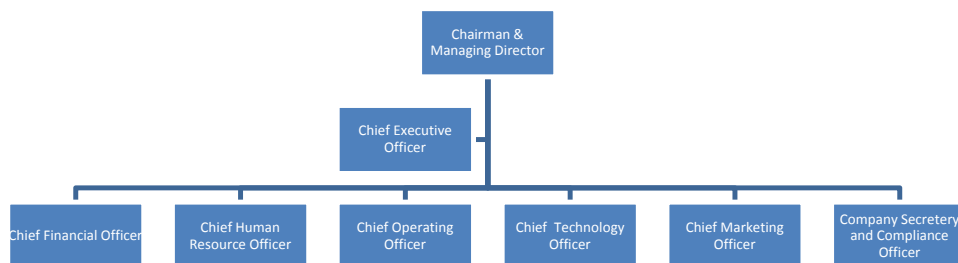 Chairman &
Managing Director
Chief Executive
Officer
Chief Financial Officer
Chief Human
Resource Officer
Chief Operating
Officer
Chief  Technology
Officer
Chief Marketing
Officer
Company Secretery
and Compliance
Officer